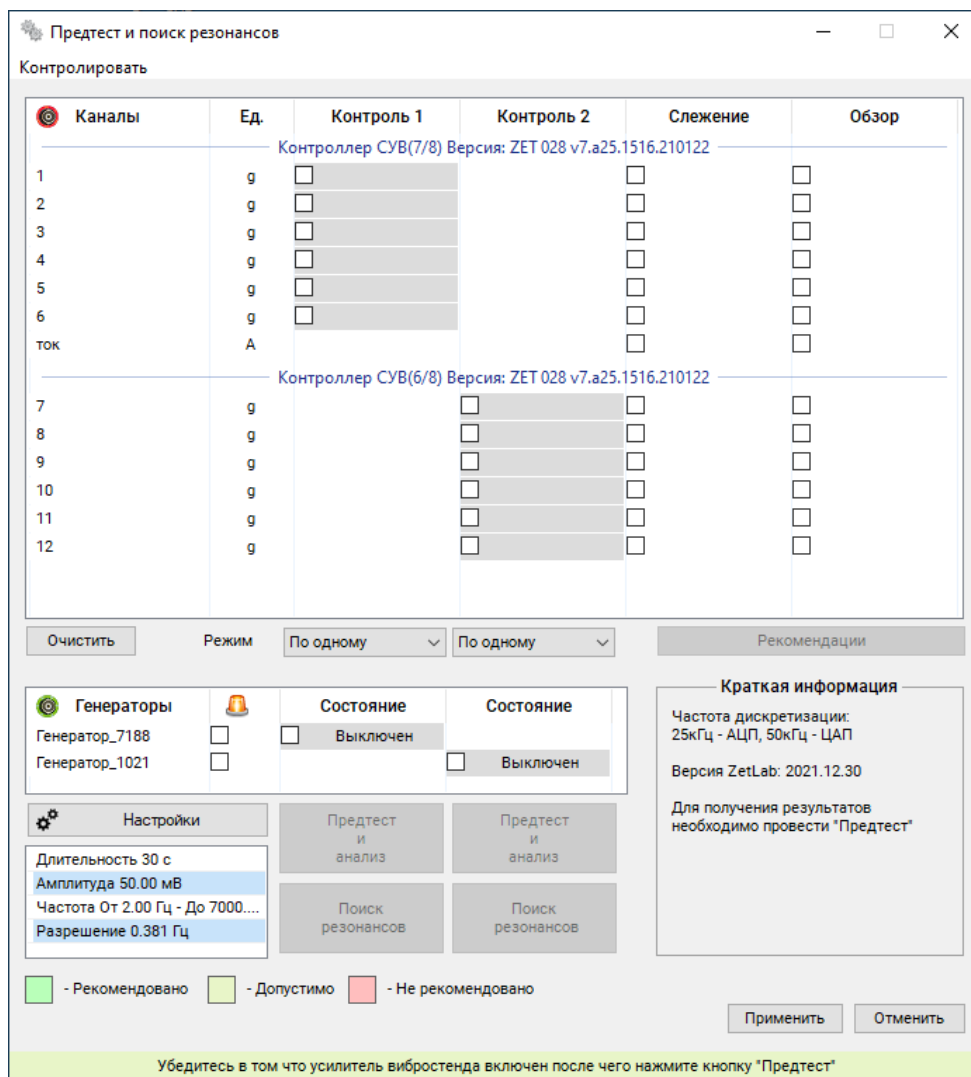 Предтест и поиск резонансов
Контролировать
Каналы Ед. Контроль 1 Контроль 2 Слежение Обзор
Контроллер СУВ(7/8) Версия: ZET 028 v7.a25.1516.210122
1 g
2 g
3 g
4 g
5 g
6 g
ток А
Контроллер СУВ(6/8) Версия: ZET 028 v7.a25.1516.210122
7 g
8 g
9 g
10 g
11 g
12 g
Очистить Режим По одному По одному Рекомендации
Генераторы Состояние Состояние
Генератор_7188 Выключен
Генератор_1021 Выключен
Краткая информация
Частота дискретизации:
25кГц - АЦП, 50кГц - ЦАП
Версия ZetLab: 2021.12.30
Для получения результатов
необходимо провести "Предтест"
Настройки
Длительность 30 с
Амплитуда 50.00 мВ
Частота От 2.00 Гц - До 7000....
Разрешение 0.381 Гц
Предтест
и
анализ
Предтест
и
анализ
Поиск
резонансов
Поиск
резонансов
- Рекомендовано - Допустимо - Не рекомендовано
Применить Отменить
Убедитесь в том что усилитель вибростенда включен после чего нажмите кнопку "Предтест"